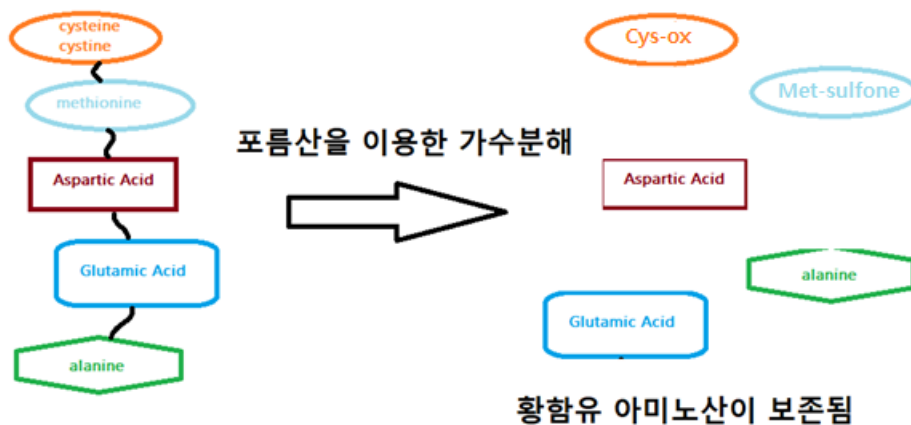 cysteine
cystine
methionine
Aspartic Acid
Glutamic Acid
alanine
포름산을 이용한 가수분해
Cys-ox
Met-sulfone
Aspartic Acid
alanine
Glutamic Acid
황함유 아미노산이 보존됨